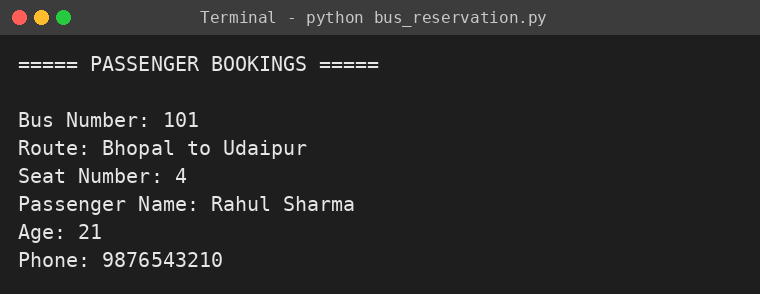 Terminal - python bus_reservation.py
===== PASSENGER BOOKINGS =====
Bus Number: 101
Route: Bhopal to Udaipur
Seat Number: 4
Passenger Name: Rahul Sharma
Age: 21
Phone: 9876543210